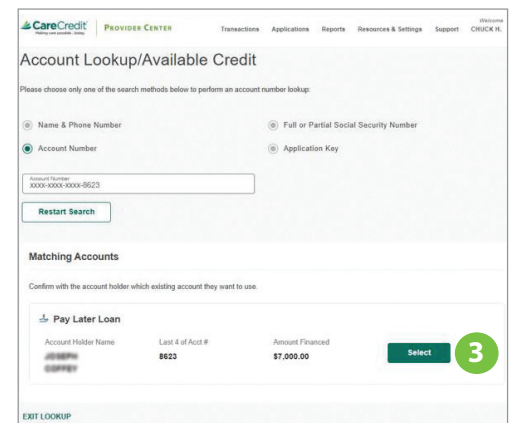 CareCredit PROVIDER CENTER Transactions Applications Reports Resources & Settings Support Welcome CHUCK H.
Making care possible...today.
Account Lookup/Available Credit
Please choose only one of the search methods below to perform an account number lookup:
Name & Phone Number Full or Partial Social Security Number
Account Number Application Key
Account Number
xxxx-xxxx-xxxx-8623
Restart Search
Matching Accounts
Confirm with the account holder which existing account they want to use.
Pay Later Loan
Account Holder Name Last 4 of Acct # Amount Financed
8623 $7,000.00 Select 3
EXIT LOOKUP